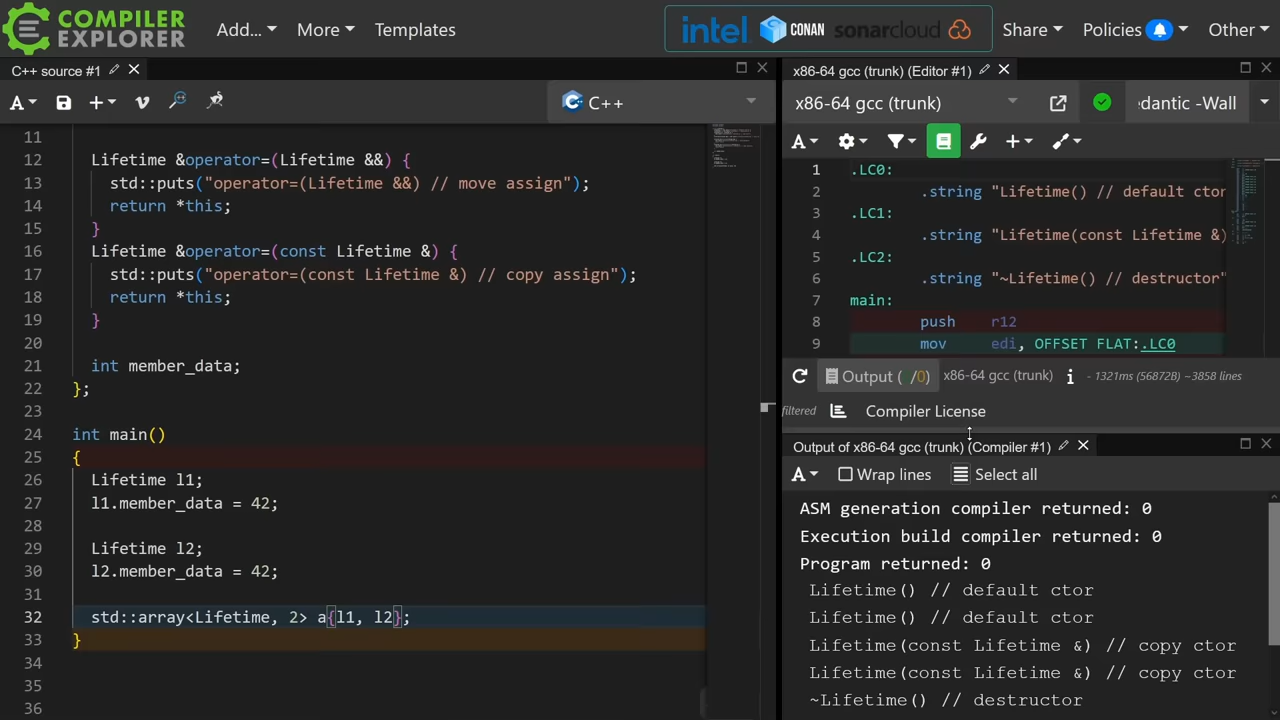 COMPILER EXPLORER
Add... More Templates
intel CONAN sonarcloud
Share Policies Other
C++ source #1
A
C++
11
12 Lifetime &operator=(Lifetime &&) {
13 std::puts("operator=(Lifetime &&) // move assign");
14 return *this;
15 }
16 Lifetime &operator=(const Lifetime &) {
17 std::puts("operator=(const Lifetime &) // copy assign");
18 return *this;
19 }
20
21 int member_data;
22 };
23
24 int main()
25 {
26 Lifetime l1;
27 l1.member_data = 42;
28
29 Lifetime l2;
30 l2.member_data = 42;
31
32 std::array<Lifetime, 2> a{l1, l2};
33 }
34
35
36
x86-64 gcc (trunk) (Editor #1)
x86-64 gcc (trunk) edantic -Wall
A
1 .LC0:
2 .string "Lifetime() // default ctor
3 .LC1:
4 .string "Lifetime(const Lifetime &)
5 .LC2:
6 .string "~Lifetime() // destructor"
7 main:
8 push r12
9 mov edi, OFFSET FLAT:.LC0
Output ( /0) x86-64 gcc (trunk) i - 1321ms (56872B) ~3858 lines
filtered Compiler License
Output of x86-64 gcc (trunk) (Compiler #1)
A Wrap lines Select all
ASM generation compiler returned: 0
Execution build compiler returned: 0
Program returned: 0
Lifetime() // default ctor
Lifetime() // default ctor
Lifetime(const Lifetime &) // copy ctor
Lifetime(const Lifetime &) // copy ctor
~Lifetime() // destructor